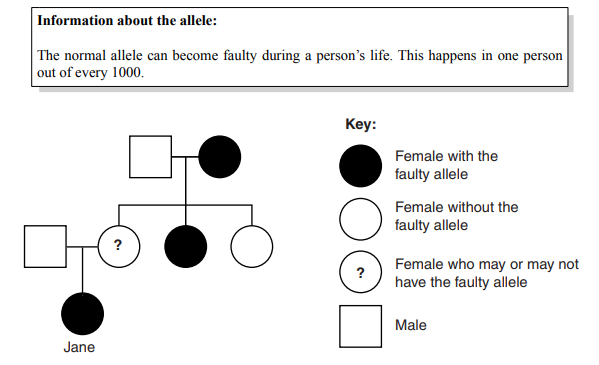 Information about the allele:
The normal allele can become faulty during a person's life. This happens in one person
out of every 1000.
Key:
Female with the
faulty allele
Female without the
faulty allele
?
Female who may or may not
have the faulty allele
Male
?
Jane